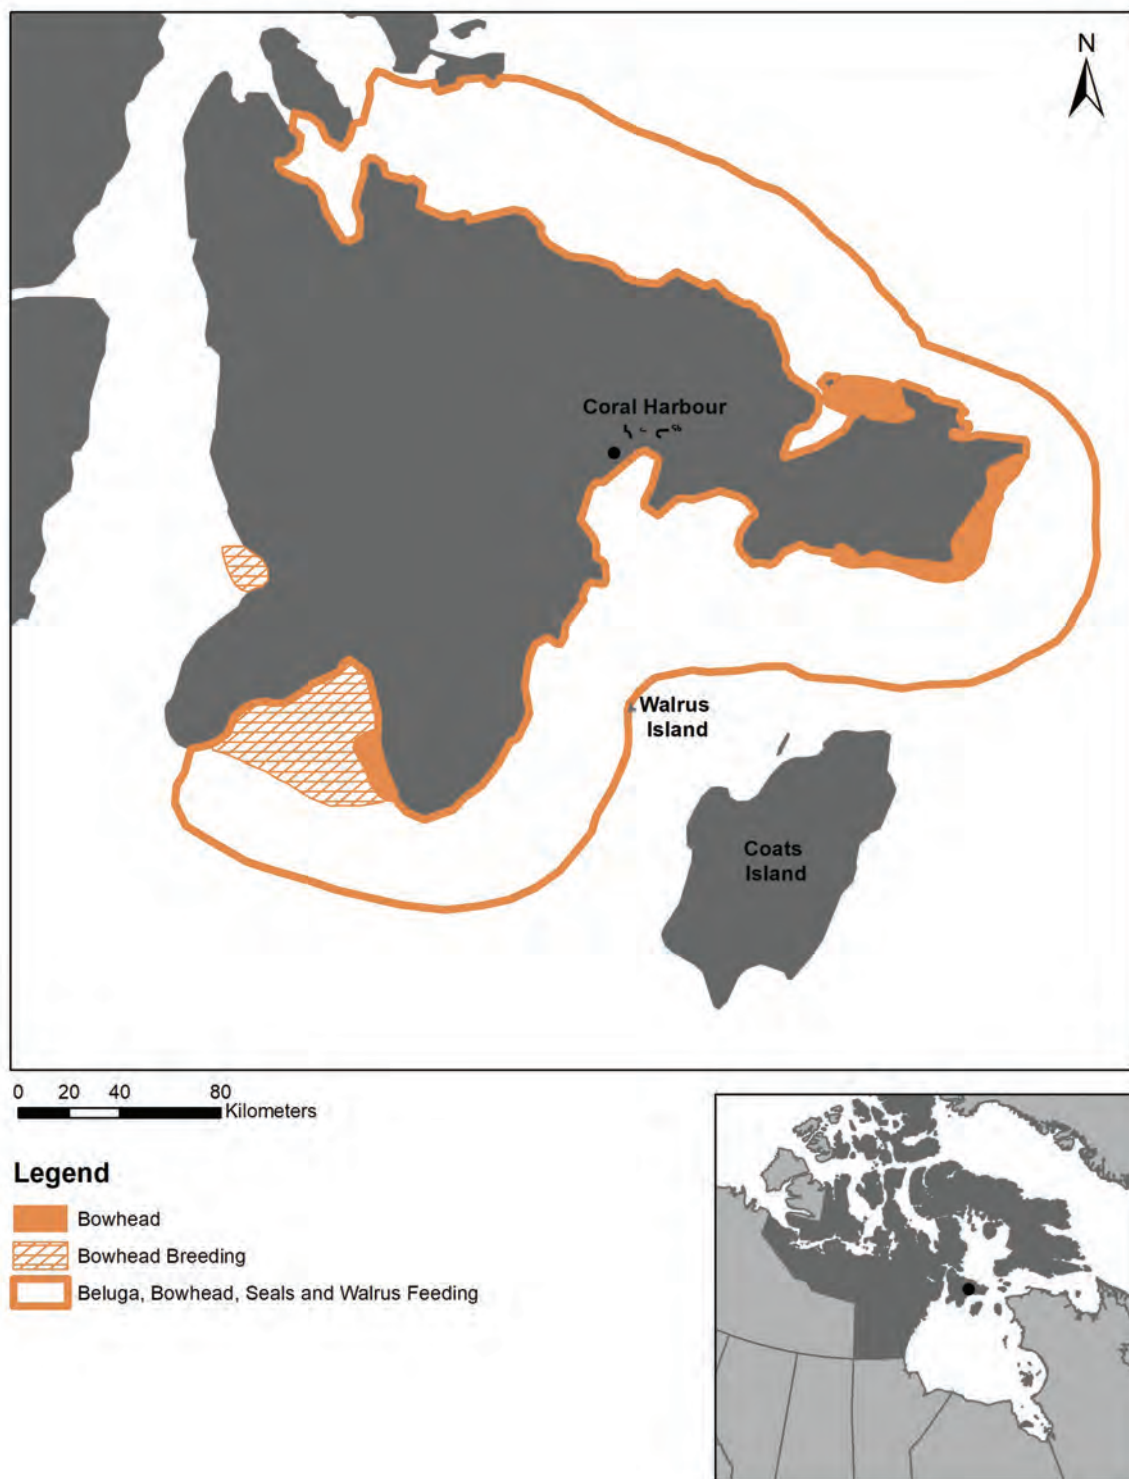 N
Coral Harbour
Walrus
Island
Coats
Island
0 20 40 80
Kilometers
Legend
Bowhead
Bowhead Breeding
Beluga, Bowhead, Seals and Walrus Feeding